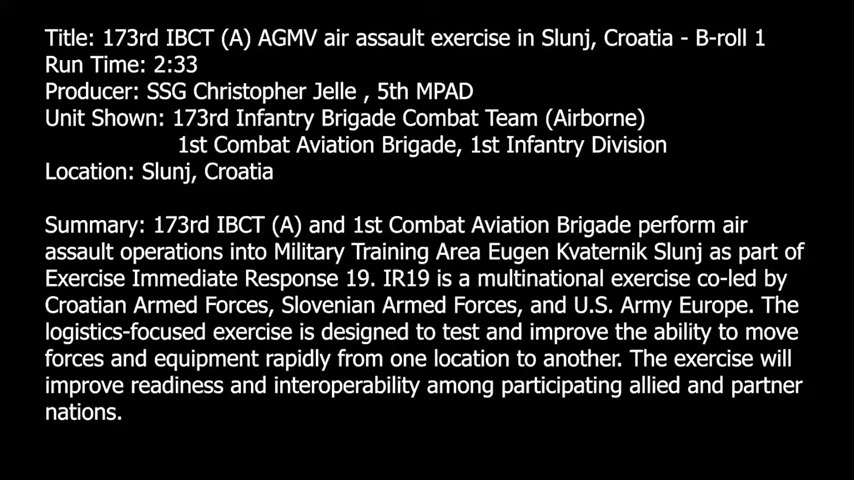 Title: 173rd IBCT (A) AGMV air assault exercise in Slunj, Croatia - B-roll 1
Run Time: 2:33
Producer: SSG Christopher Jelle , 5th MPAD
Unit Shown: 173rd Infantry Brigade Combat Team (Airborne)
1st Combat Aviation Brigade, 1st Infantry Division
Location: Slunj, Croatia
Summary: 173rd IBCT (A) and 1st Combat Aviation Brigade perform air
assault operations into Military Training Area Eugen Kvaternik Slunj as part of
Exercise Immediate Response 19. IR19 is a multinational exercise co-led by
Croatian Armed Forces, Slovenian Armed Forces, and U.S. Army Europe. The
logistics-focused exercise is designed to test and improve the ability to move
forces and equipment rapidly from one location to another. The exercise will
improve readiness and interoperability among participating allied and partner
nations.